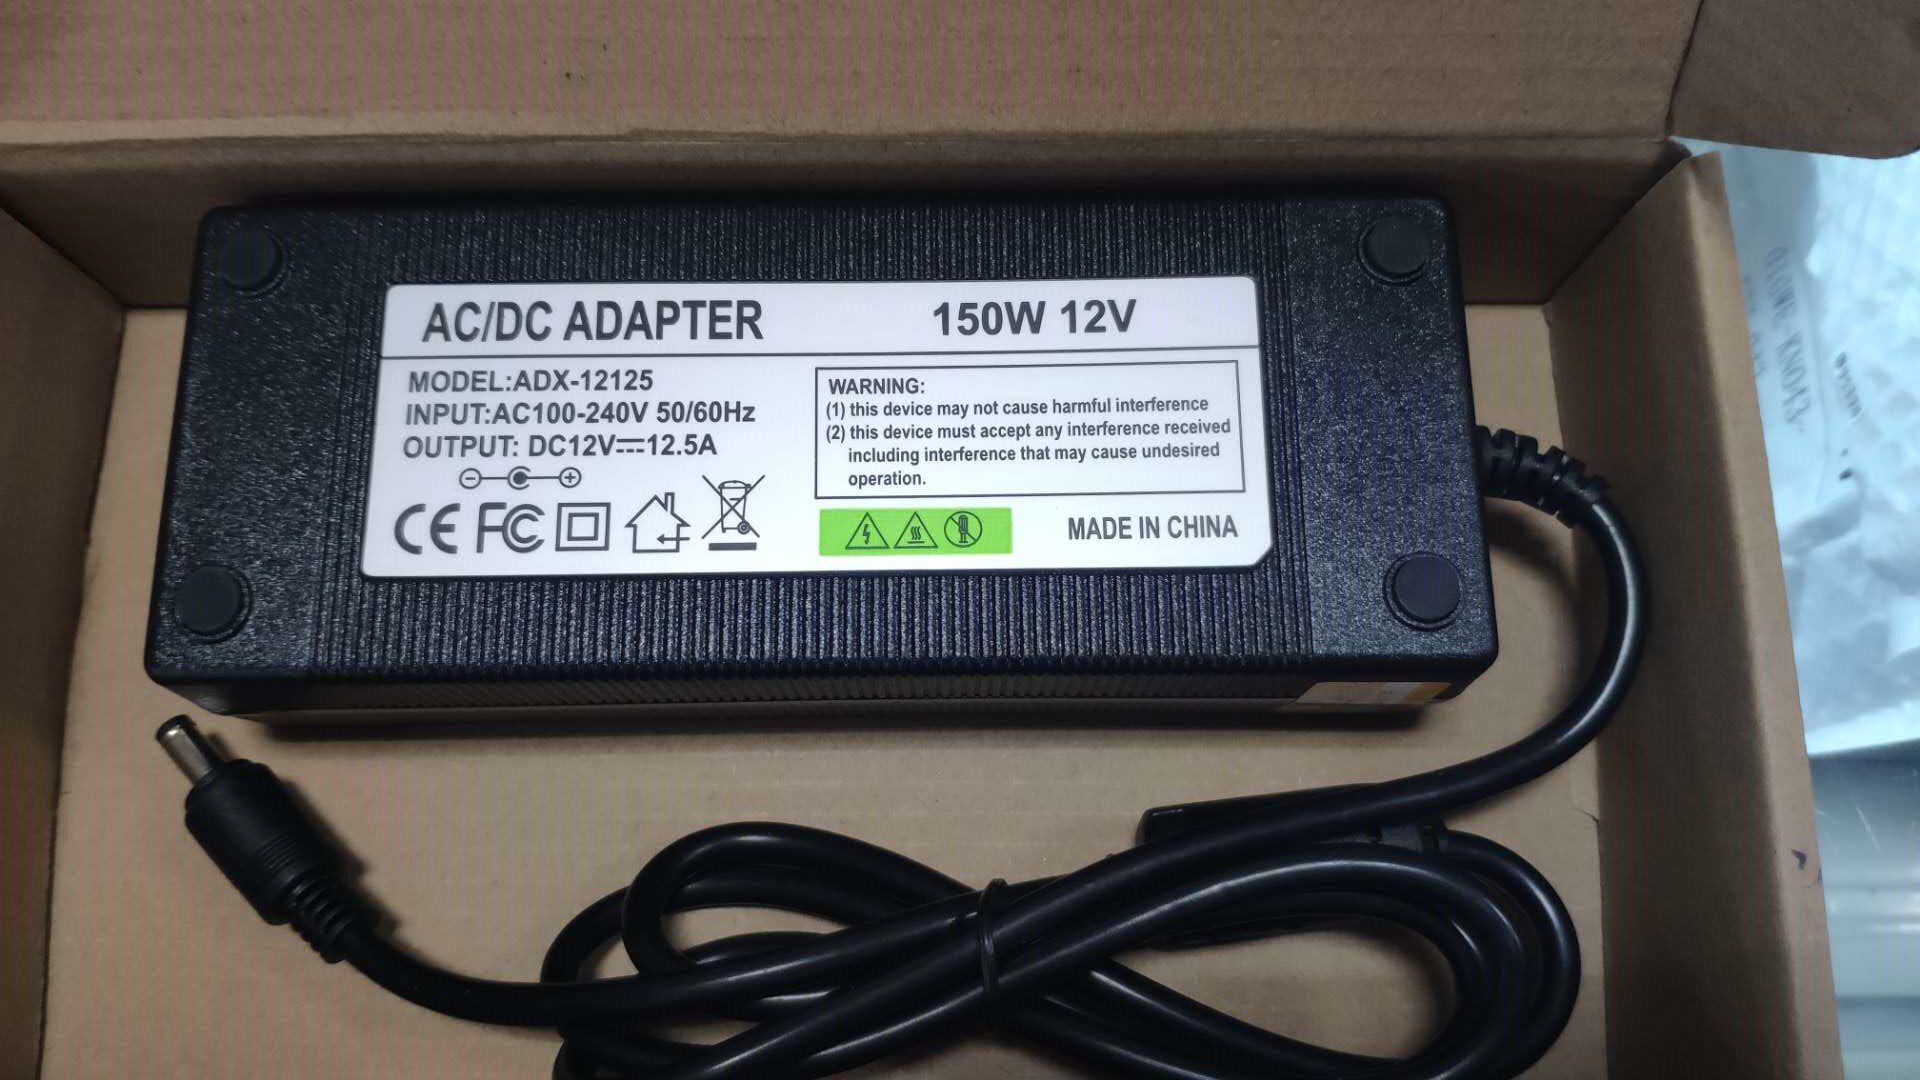 AC/DC ADAPTER 150W 12V
MODEL:ADX-12125
INPUT:AC100-240V 50/60Hz
OUTPUT: DC12V⎓12.5A
CE FC
WARNING:
(1) this device may not cause harmful interference
(2) this device must accept any interference received
including interference that may cause undesired
operation.
MADE IN CHINA